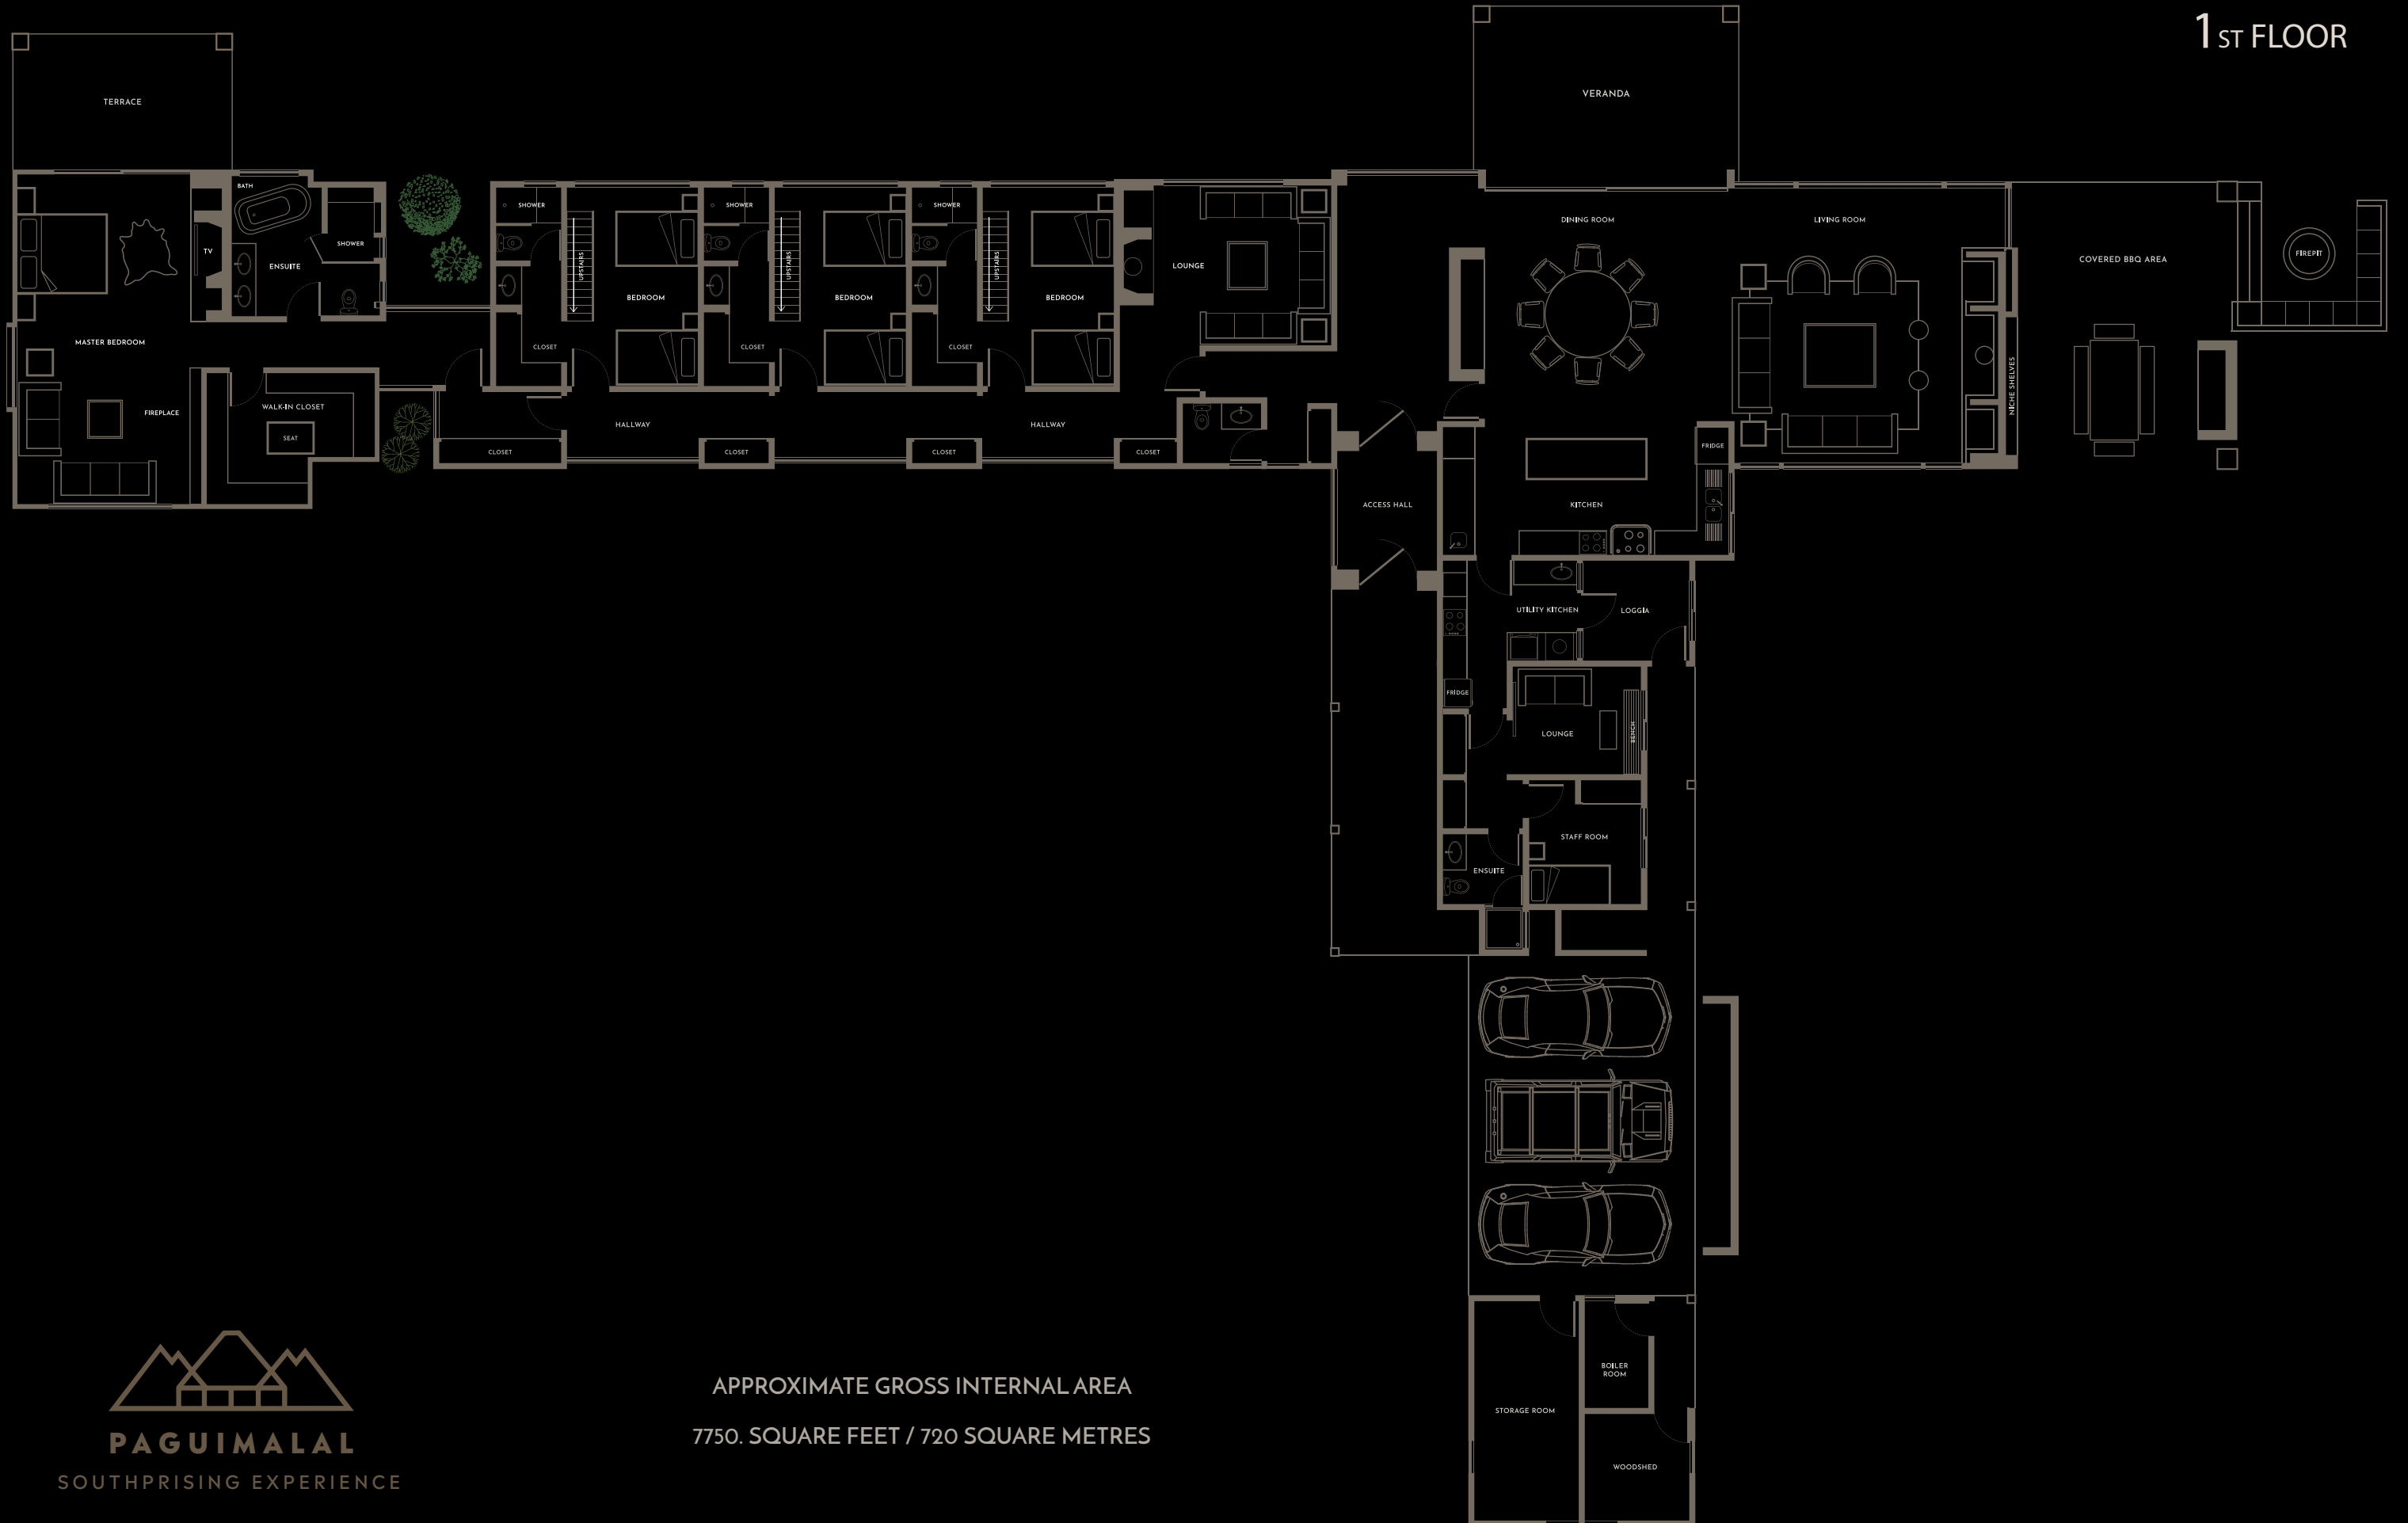 1ST FLOOR
TERRACE
VERANDA
BATH
SHOWER
TV
ENSUITE
MASTER BEDROOM
FIREPLACE
WALK-IN CLOSET
SEAT
SHOWER
UPSTAIRS
BEDROOM
CLOSET
SHOWER
UPSTAIRS
BEDROOM
CLOSET
SHOWER
UPSTAIRS
BEDROOM
CLOSET
HALLWAY
HALLWAY
CLOSET
CLOSET
CLOSET
CLOSET
LOUNGE
DINING ROOM
LIVING ROOM
NICHE SHELVES
COVERED BBQ AREA
FIREPIT
FRIDGE
ACCESS HALL
KITCHEN
UTILITY KITCHEN
LOGGIA
FRIDGE
LOUNGE
BENCH
STAFF ROOM
ENSUITE
BOILER
ROOM
STORAGE ROOM
WOODSHED
PAGUIMALAL
SOUTHPRISING EXPERIENCE
APPROXIMATE GROSS INTERNAL AREA
7750. SQUARE FEET / 720 SQUARE METRES